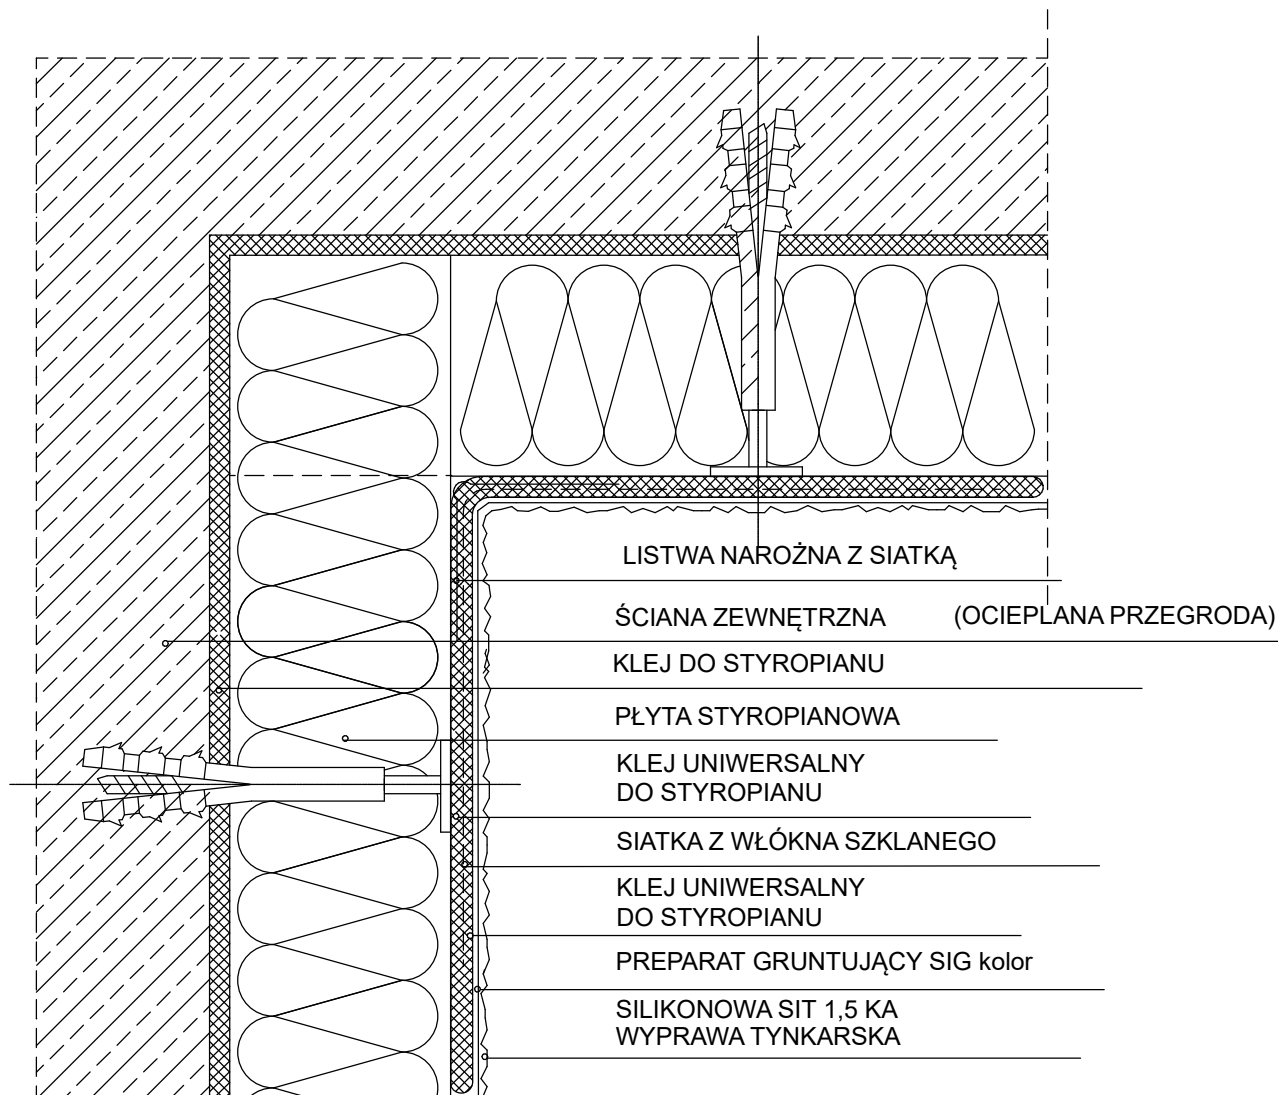 LISTWA NAROŻNA Z SIATKĄ
ŚCIANA ZEWNĘTRZNA (OCIEPLANA PRZEGRODA)
KLEJ DO STYROPIANU
PŁYTA STYROPIANOWA
KLEJ UNIWERSALNY
DO STYROPIANU
SIATKA Z WŁÓKNA SZKLANEGO
KLEJ UNIWERSALNY
DO STYROPIANU
PREPARAT GRUNTUJĄCY SIG kolor
SILIKONOWA SIT 1,5 KA
WYPRAWA TYNKARSKA